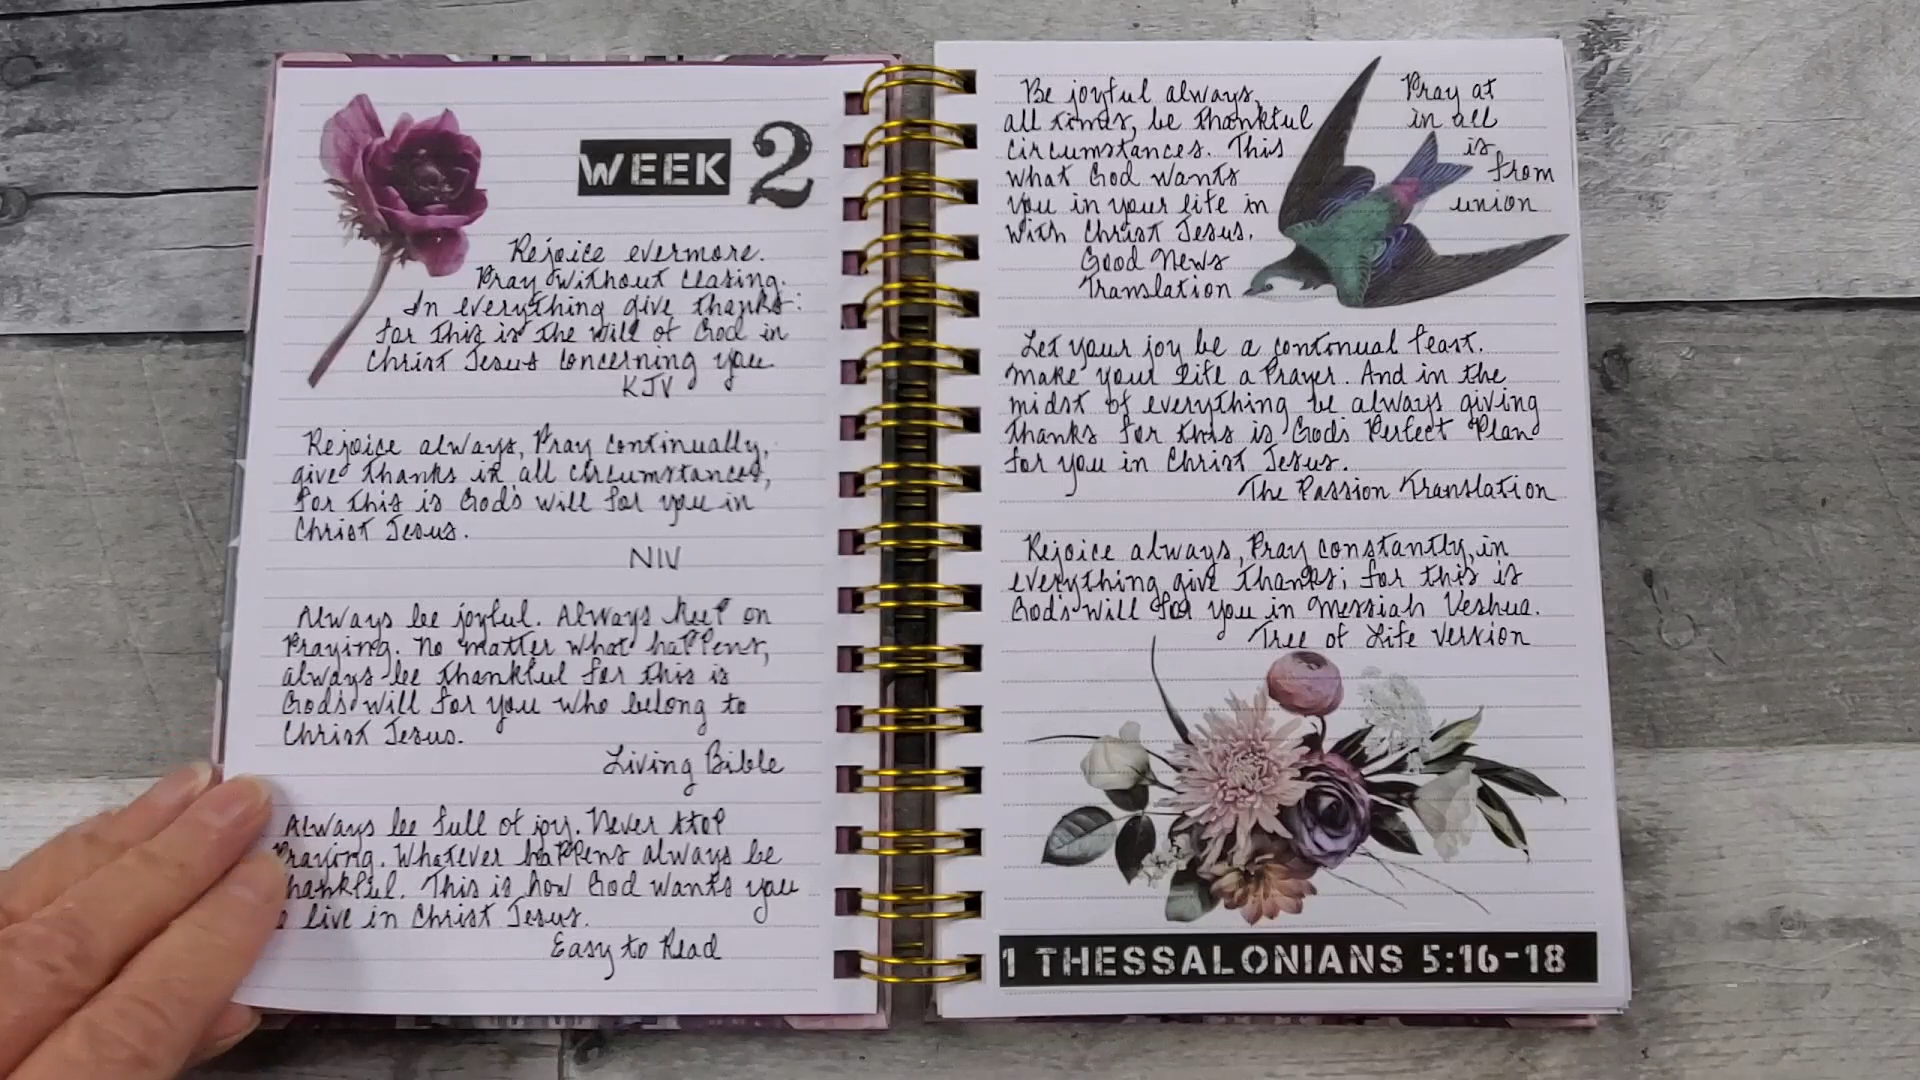 WEEK 2
Rejoice evermore.
Pray without ceasing.
In everything give thanks:
for this is the will of God in
Christ Jesus concerning you
KJV
Rejoice always, Pray continually,
give thanks in all circumstances,
for this is God's will for you in
Christ Jesus.
NIV
Always be joyful. Always keep on
Praying. No matter what happens,
always be thankful for this is
God's will for you who belong to
Christ Jesus.
Living Bible
Always be full of joy. Never stop
Praying. Whatever happens always be
hankful. This is how God wants you
o live in Christ Jesus.
Easy to Read
Be joyful always, Pray at
all times, be thankful in all
circumstances. This is
what God wants from
you in your life in union
with Christ Jesus.
Good News
Translation
Let your joy be a continual feast.
make your life a Prayer. And in the
midst of everything be always giving
thanks for this is God's Perfect Plan
for you in Christ Jesus.
The Passion Translation
Rejoice always, Pray constantly, in
everything give thanks; for this is
God's will for you in Messiah Yeshua.
Tree of Life Version
1 THESSALONIANS 5:16-18